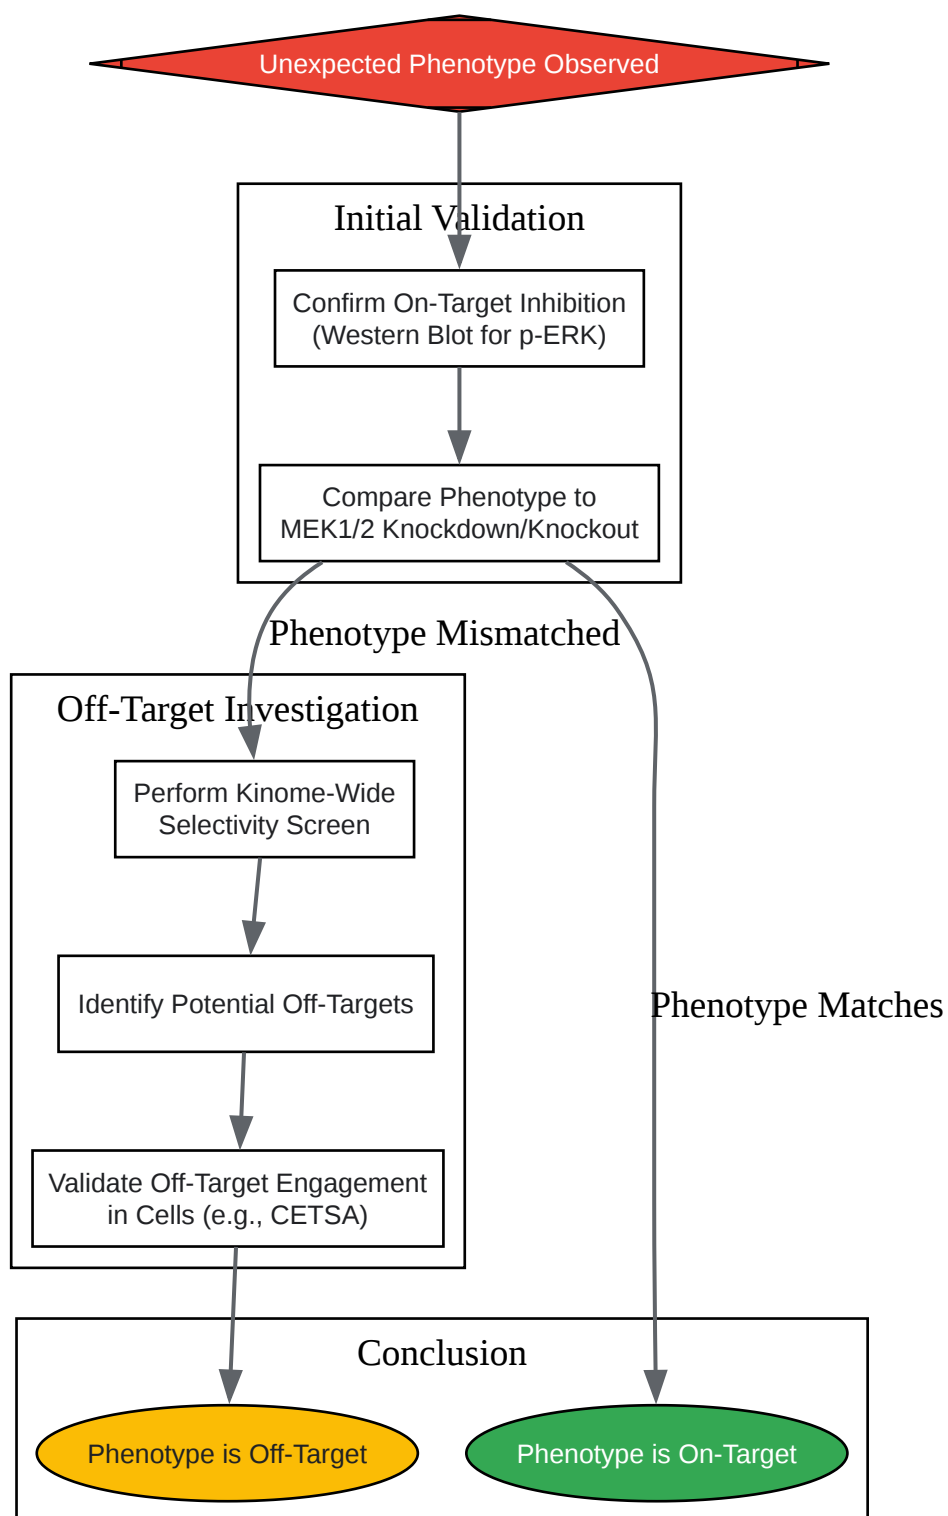 Unexpected Phenotype Observed
Initial Validation
Confirm On-Target Inhibition
(Western Blot for p-ERK)
Compare Phenotype to
MEK1/2 Knockdown/Knockout
Phenotype Mismatched
Off-Target Investigation
Perform Kinome-Wide
Selectivity Screen
Identify Potential Off-Targets
Phenotype Matches
Validate Off-Target Engagement
in Cells (e.g., CETSA)
Conclusion
Phenotype is Off-Target
Phenotype is On-Target